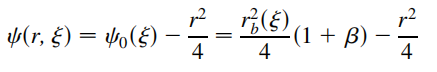 ψ(r, ξ) = ψ₀(ξ) − r²/4 = r_b²(ξ)/4 (1 + β) − r²/4